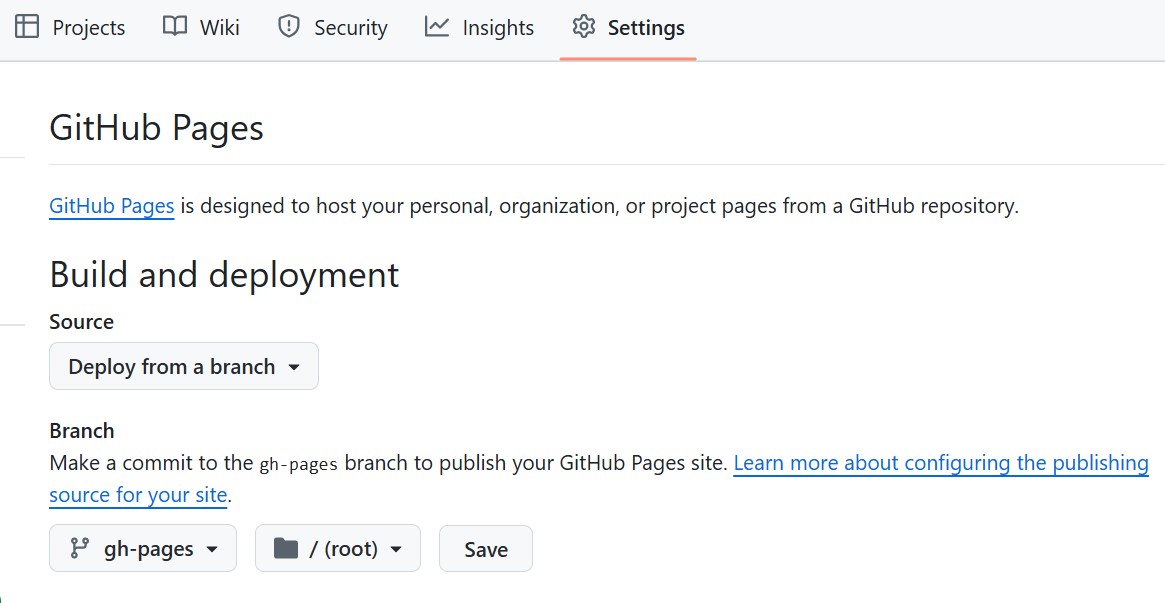 Projects Wiki Security Insights Settings
GitHub Pages
GitHub Pages is designed to host your personal, organization, or project pages from a GitHub repository.
Build and deployment
Source
Deploy from a branch
Branch
Make a commit to the gh-pages branch to publish your GitHub Pages site. Learn more about configuring the publishing
source for your site.
gh-pages / (root) Save